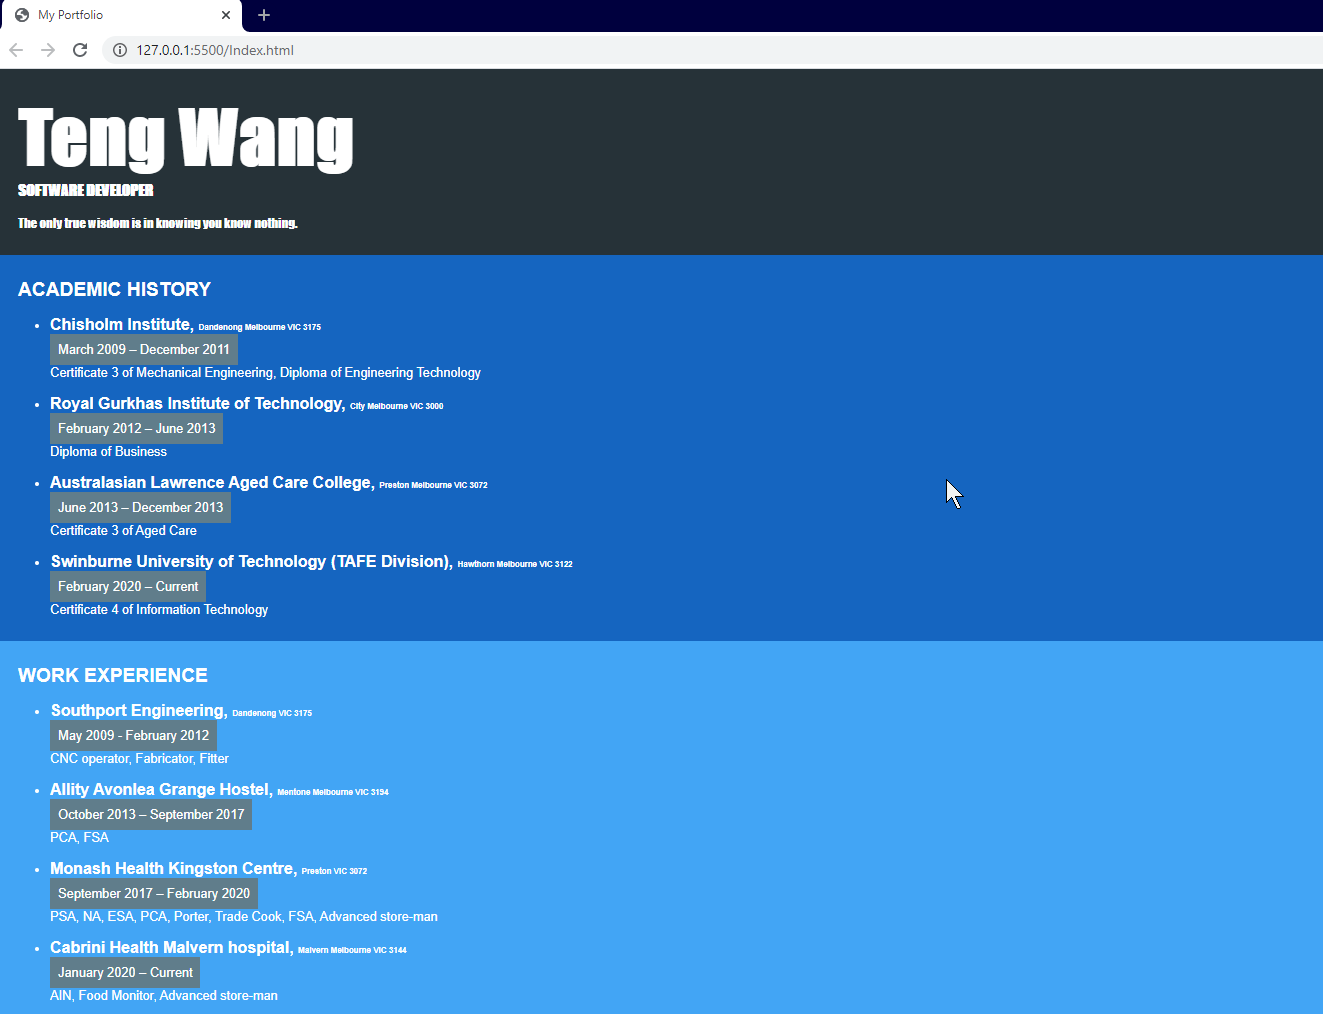 My Portfolio
127.0.0.1:5500/Index.html
Teng Wang
SOFTWARE DEVELOPER
The only true wisdom is in knowing you know nothing.
ACADEMIC HISTORY
Chisholm Institute, Dandenong Melbourne VIC 3175
March 2009 – December 2011
Certificate 3 of Mechanical Engineering, Diploma of Engineering Technology
Royal Gurkhas Institute of Technology, City Melbourne VIC 3000
February 2012 – June 2013
Diploma of Business
Australasian Lawrence Aged Care College, Preston Melbourne VIC 3072
June 2013 – December 2013
Certificate 3 of Aged Care
Swinburne University of Technology (TAFE Division), Hawthorn Melbourne VIC 3122
February 2020 – Current
Certificate 4 of Information Technology
WORK EXPERIENCE
Southport Engineering, Dandenong VIC 3175
May 2009 - February 2012
CNC operator, Fabricator, Fitter
Allity Avonlea Grange Hostel, Mentone Melbourne VIC 3194
October 2013 – September 2017
PCA, FSA
Monash Health Kingston Centre, Preston VIC 3072
September 2017 – February 2020
PSA, NA, ESA, PCA, Porter, Trade Cook, FSA, Advanced store-man
Cabrini Health Malvern hospital, Malvern Melbourne VIC 3144
January 2020 – Current
AIN, Food Monitor, Advanced store-man